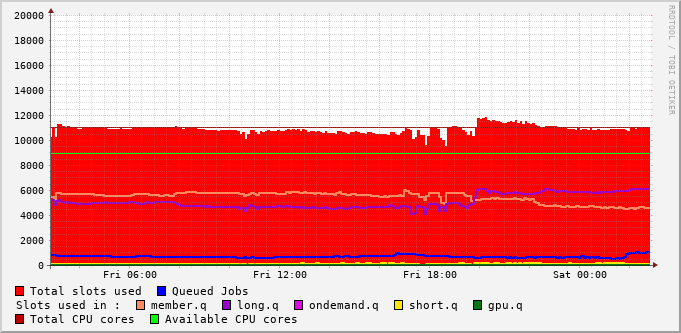 RRDTOOL / TOBI OETIKER
20000
18000
16000
14000
12000
10000
8000
6000
4000
2000
0
Fri 06:00 Fri 12:00 Fri 18:00 Sat 00:00
Total slots used Queued Jobs
Slots used in : member.q long.q ondemand.q short.q gpu.q
Total CPU cores Available CPU cores